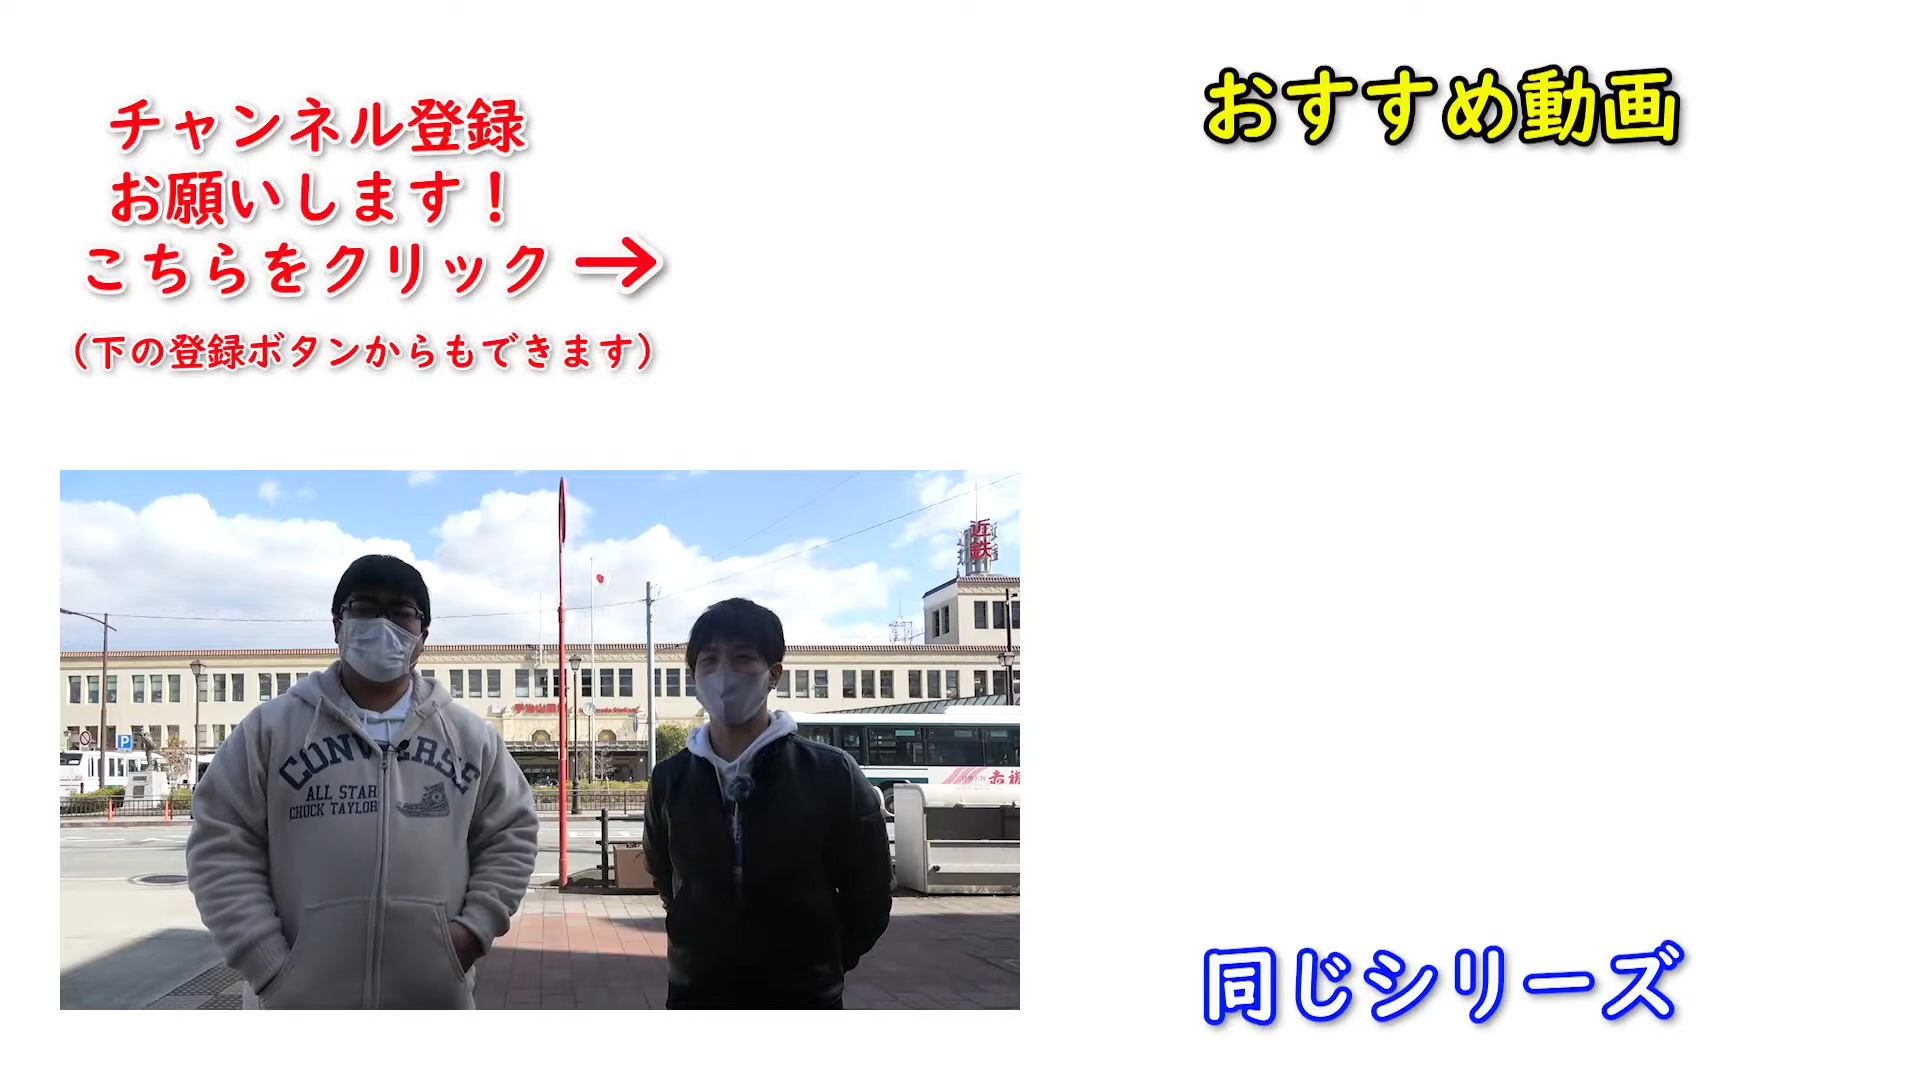 チャンネル登録
お願いします！
こちらをクリック→
（下の登録ボタンからもできます）
おすすめ動画
近鉄
CONVERSE
ALL STAR
CHUCK TAYLOR
P
同じシリーズ